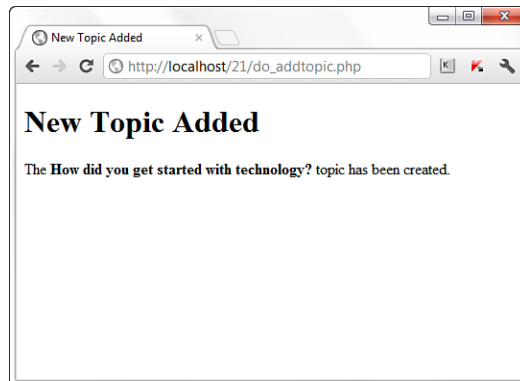 New Topic Added
http://localhost/21/do_addtopic.php
New Topic Added
The How did you get started with technology? topic has been created.